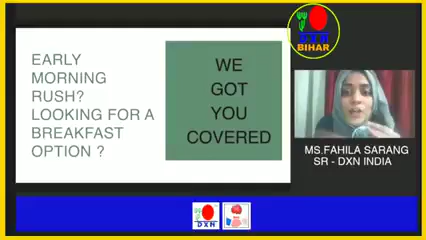 EARLY
MORNING
RUSH?
LOOKING FOR A
BREAKFAST
OPTION ?
WE
GOT
YOU
COVERED
DXN
BIHAR
MS.FAHILA SARANG
SR - DXN INDIA
DXN